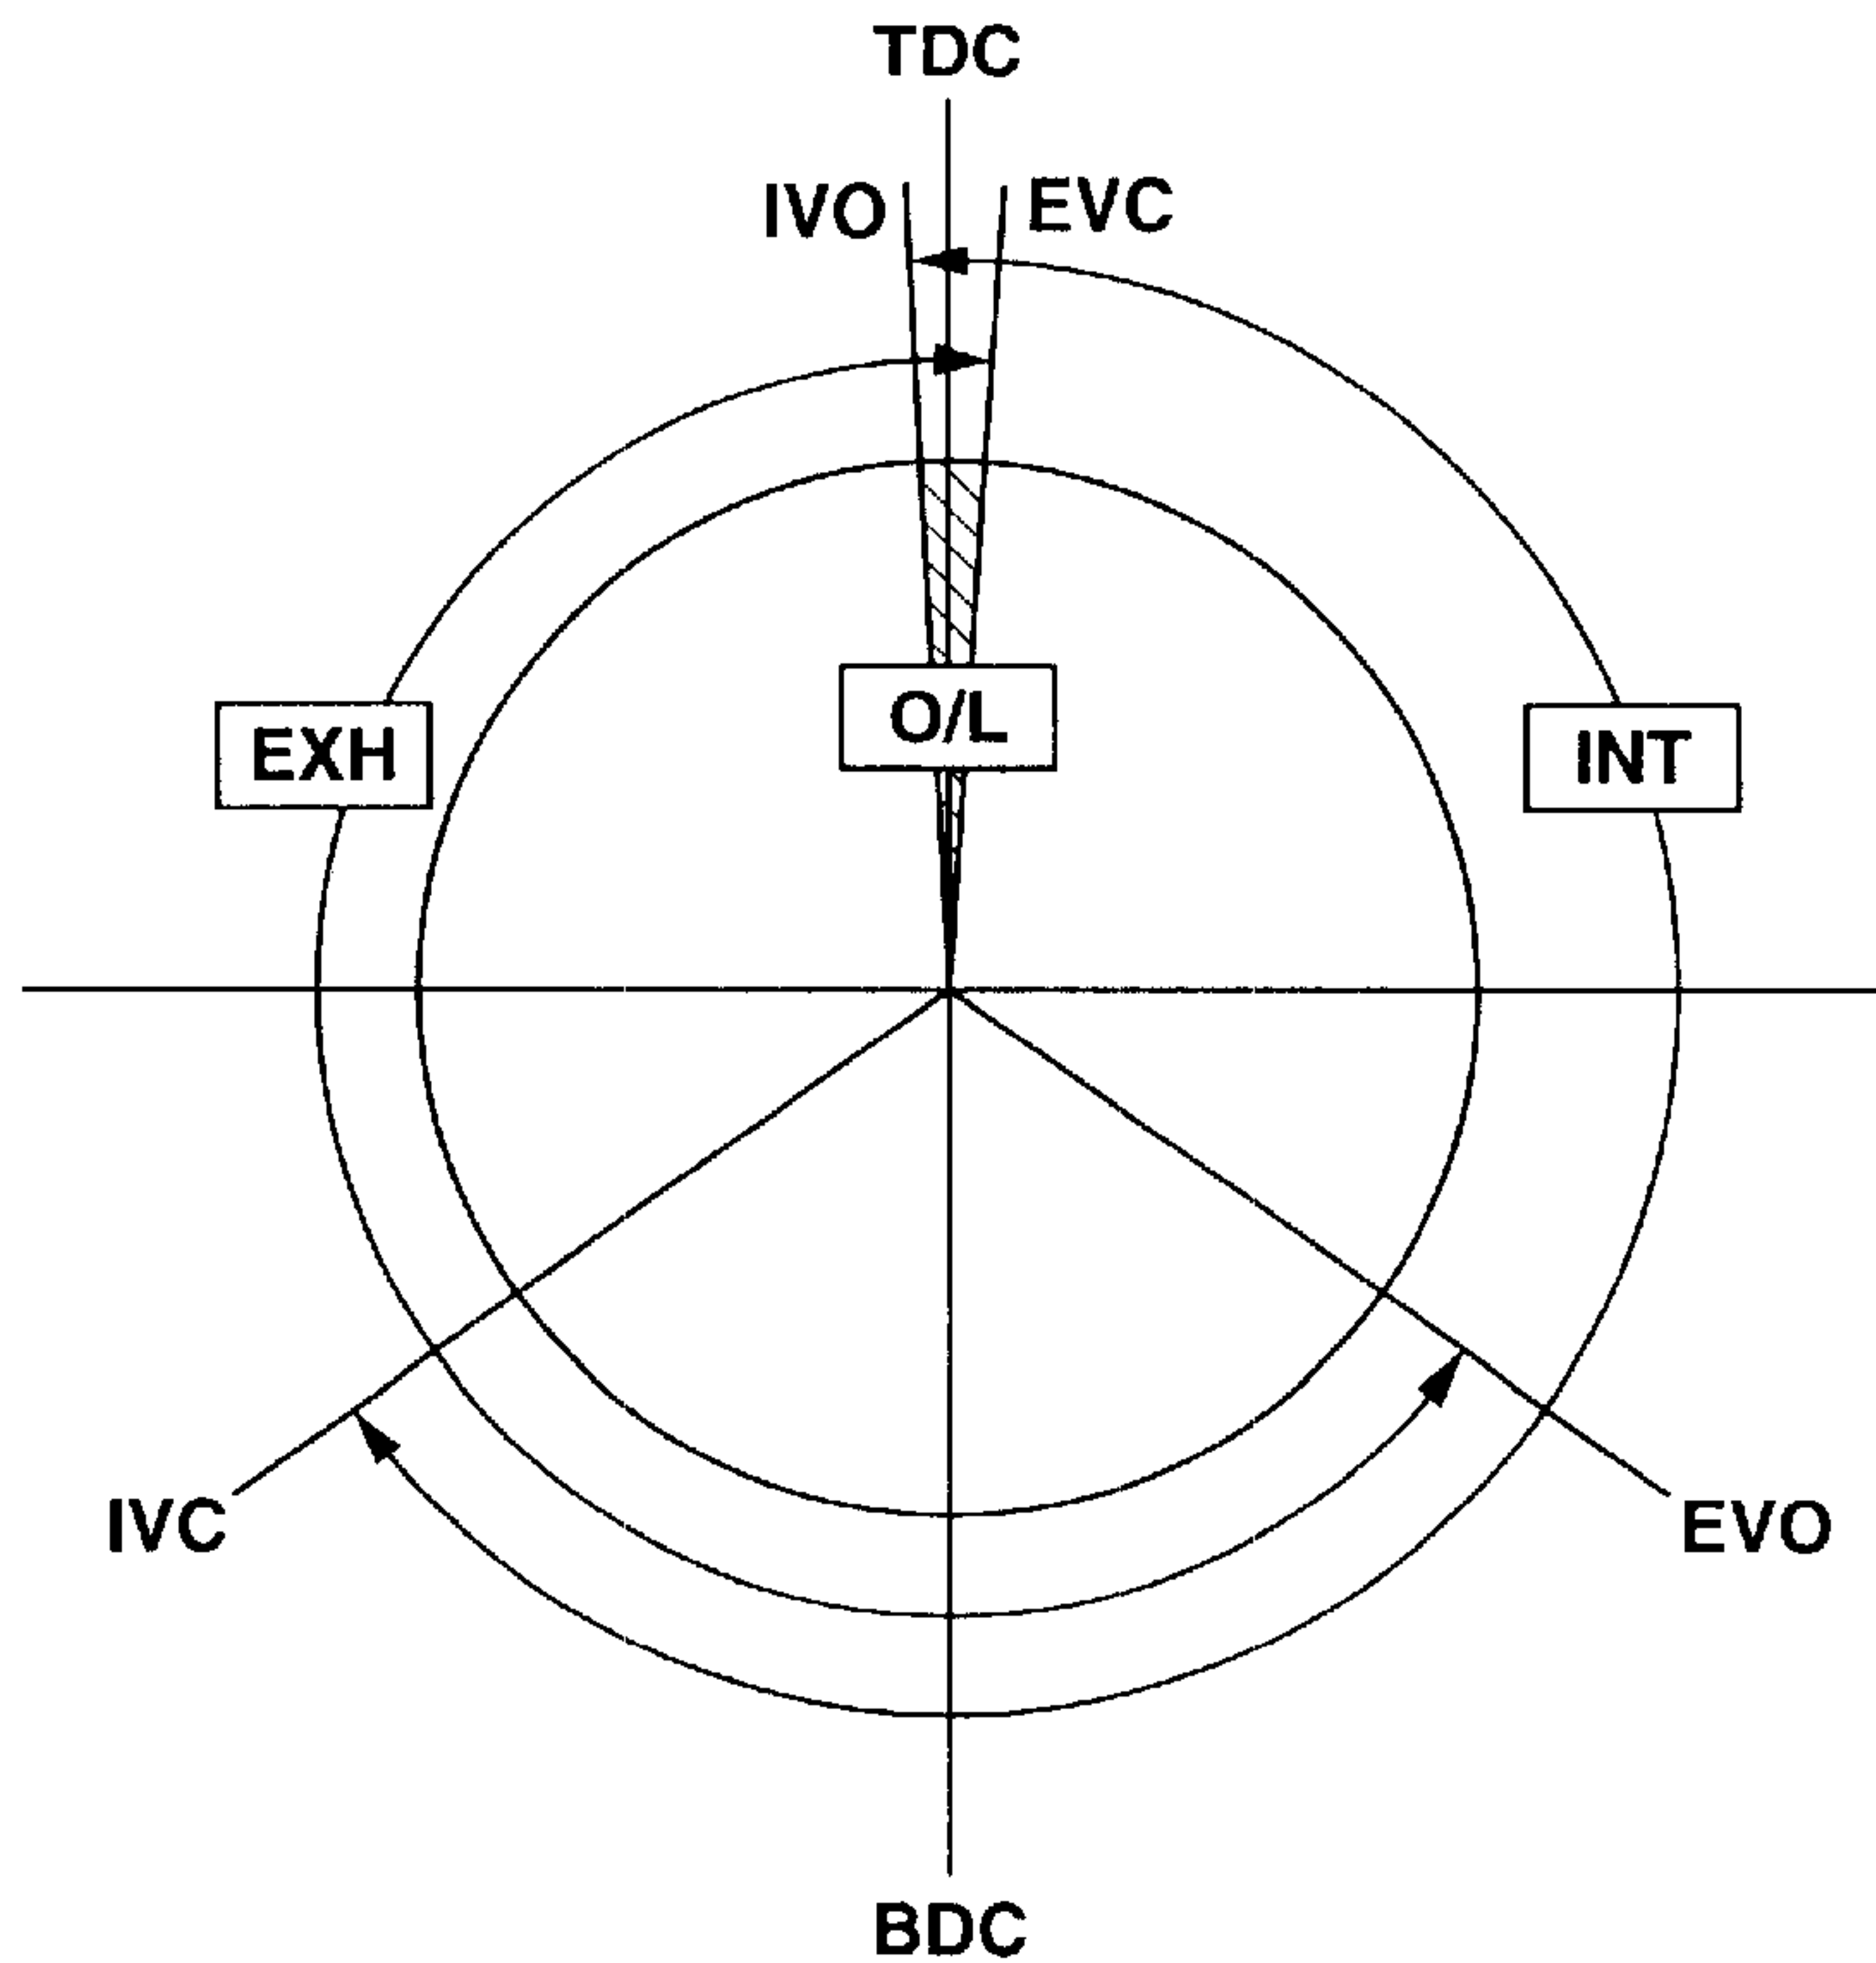 TDC
IVO
EVC
EXH
O/L
INT
IVC
EVO
BDC